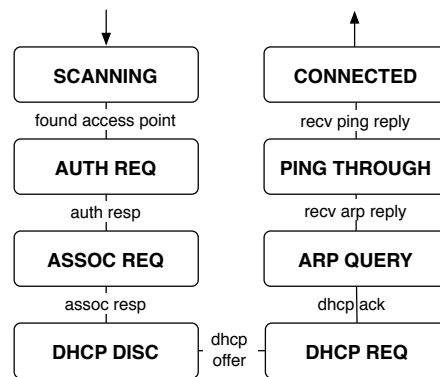 SCANNING
found access point
AUTH REQ
auth resp
ASSOC REQ
assoc resp
DHCP DISC
dhcp
offer
DHCP REQ
dhcp ack
ARP QUERY
recv arp reply
PING THROUGH
recv ping reply
CONNECTED